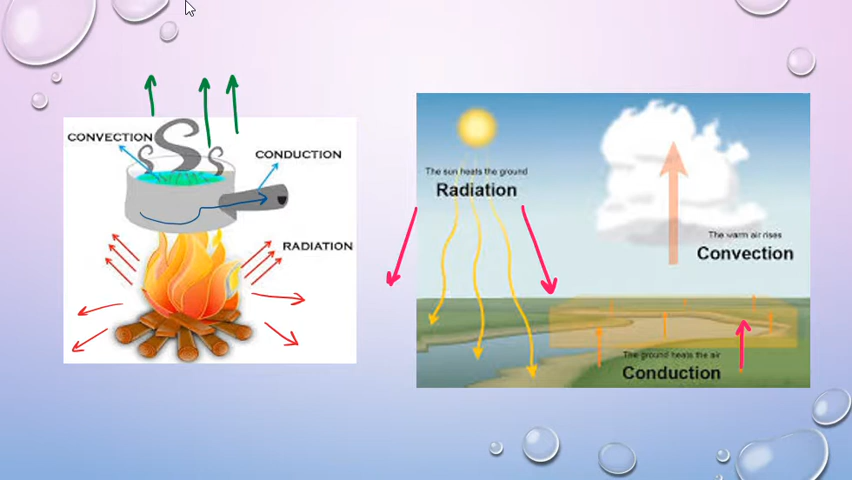 CONVECTION
CONDUCTION
RADIATION
The sun heats the ground
Radiation
The warm air rises
Convection
The ground heats the air
Conduction